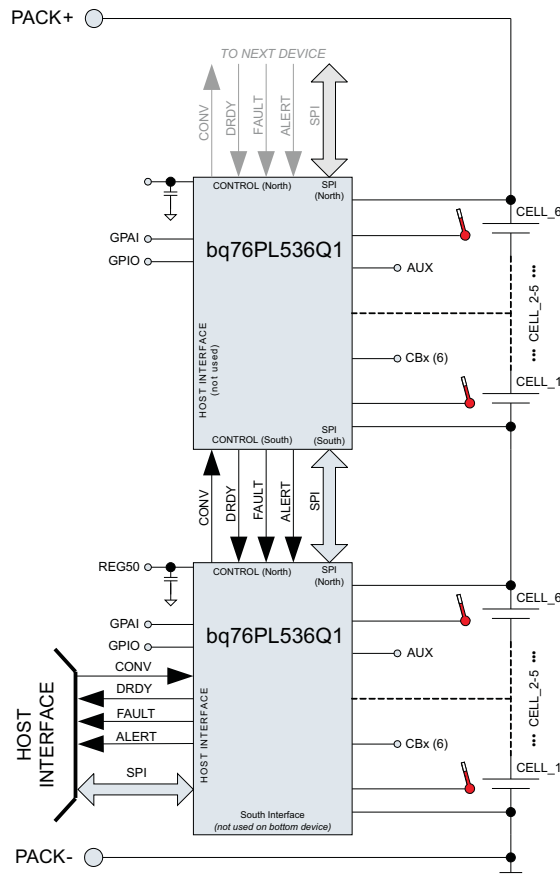 PACK+
TO NEXT DEVICE
CONV
DRDY
FAULT
ALERT
SPI
CONTROL (North)
SPI
(North)
GPAI
GPIO
bq76PL536Q1
AUX
CELL_6
... CELL_2-5 ...
HOST INTERFACE
(not used)
CBx (6)
CELL_1
CONTROL (South)
SPI
(South)
CONV
DRDY
FAULT
ALERT
SPI
REG50
CONTROL (North)
SPI
(North)
GPAI
GPIO
bq76PL536Q1
AUX
CELL_6
... CELL_2-5 ...
HOST
INTERFACE
CONV
DRDY
FAULT
ALERT
SPI
HOST INTERFACE
CBx (6)
CELL_1
South Interface
(not used on bottom device)
PACK-